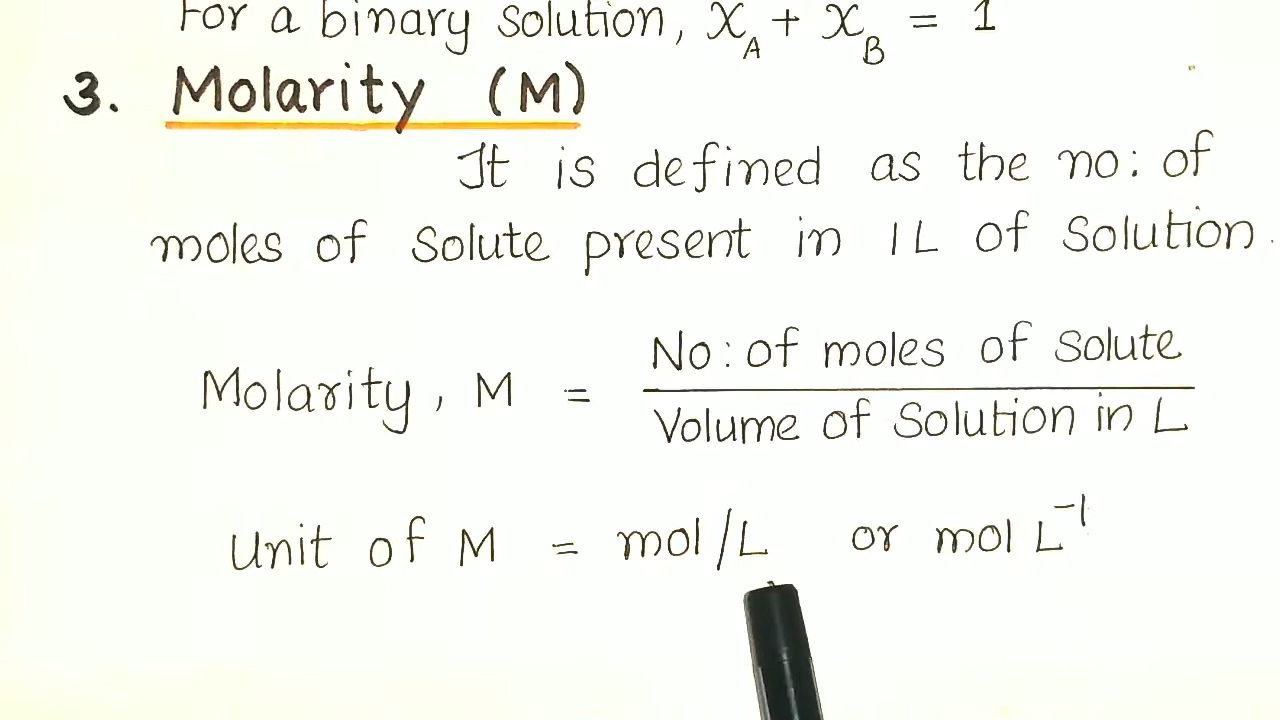 For a binary solution, x_A + x_B = 1
3. Molarity (M)
It is defined as the no: of
moles of solute present in 1L of solution.
Molarity, M = No: of moles of solute
Volume of solution in L
Unit of M = mol/L or mol L⁻¹